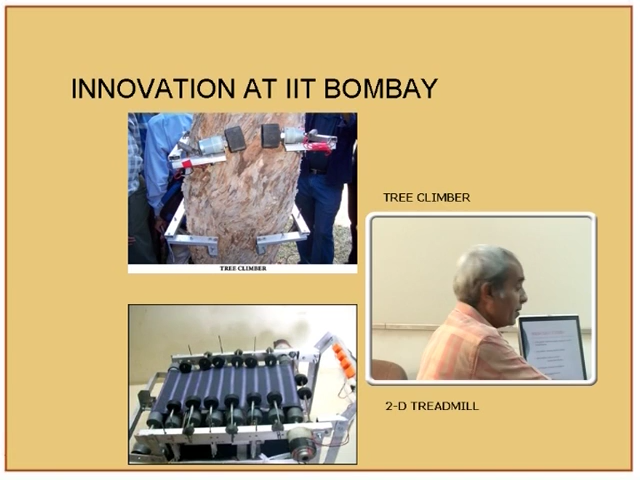 INNOVATION AT IIT BOMBAY
TREE CLIMBER
TREE CLIMBER
2-D TREADMILL